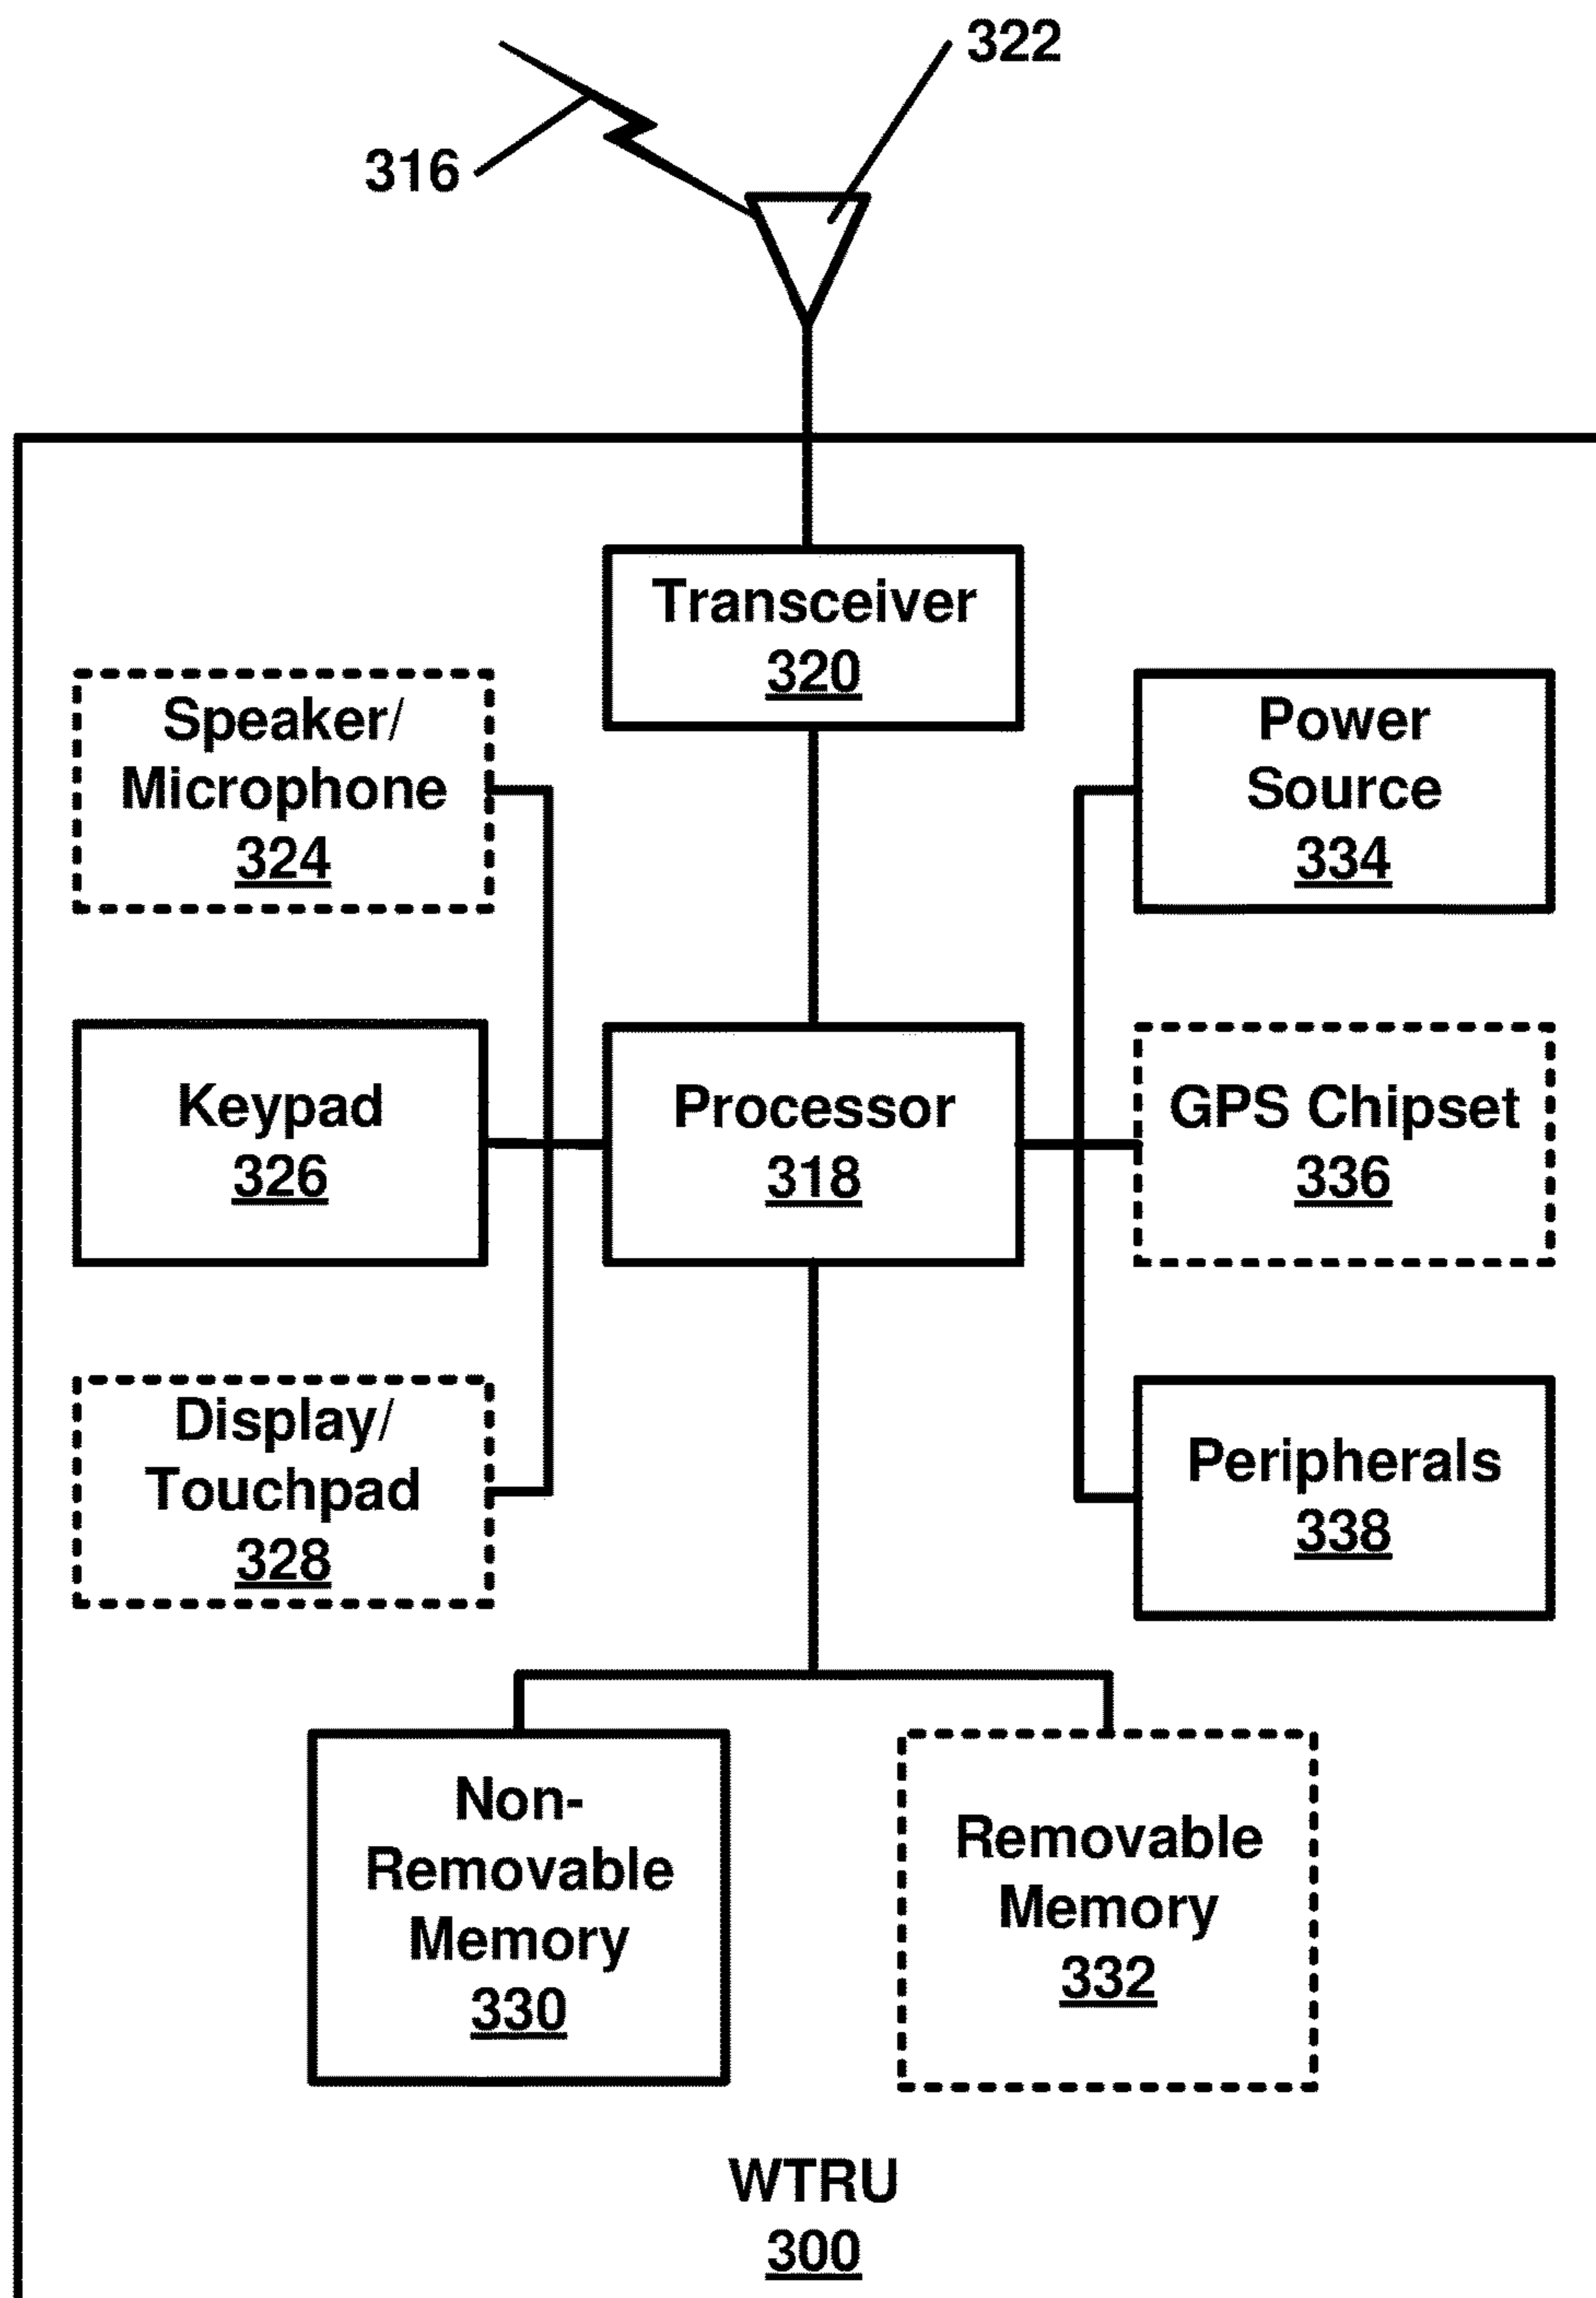 322
316
Transceiver
320
Speaker/
Microphone
324
Power
Source
334
Keypad
326
Processor
318
GPS Chipset
336
Display/
Touchpad
328
Peripherals
338
Non-
Removable
Memory
330
Removable
Memory
332
WTRU
300